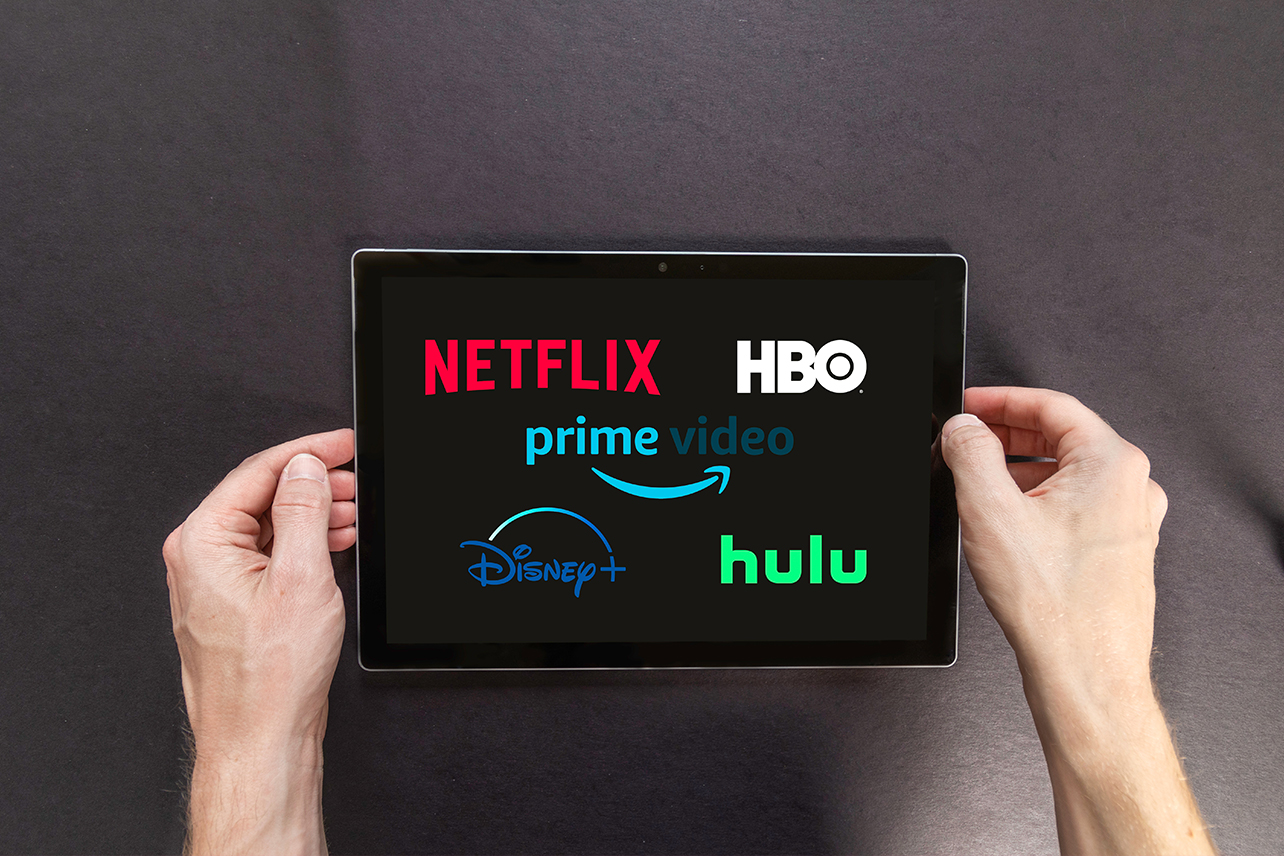 NETFLIX
HBO
prime video
Disney+
hulu